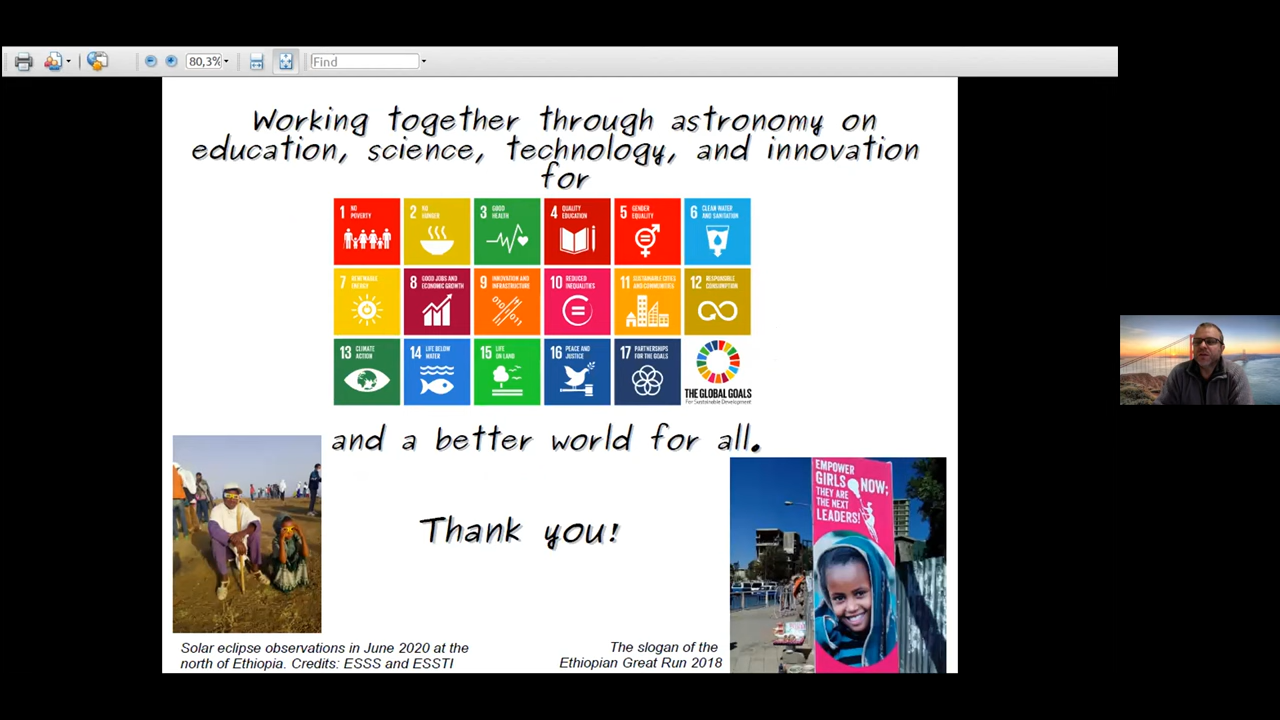 80,3%
Find
Working together through astronomy on
education, science, technology, and innovation
for
1 NO
POVERTY
2 NO
HUNGER
3 GOOD
HEALTH
4 QUALITY
EDUCATION
5 GENDER
EQUALITY
6 CLEAN WATER
AND SANITATION
7 RENEWABLE
ENERGY
8 GOOD JOBS AND
ECONOMIC GROWTH
9 INNOVATION AND
INFRASTRUCTURE
10 REDUCED
INEQUALITIES
11 SUSTAINABLE CITIES
AND COMMUNITIES
12 RESPONSIBLE
CONSUMPTION
13 CLIMATE
ACTION
14 LIFE BELOW
WATER
15 LIFE
ON LAND
16 PEACE AND
JUSTICE
17 PARTNERSHIPS
FOR THE GOALS
THE GLOBAL GOALS
For Sustainable Development
and a better world for all.
Thank you!
EMPOWER
GIRLS NOW;
THEY ARE
THE NEXT
LEADERS!
Solar eclipse observations in June 2020 at the
north of Ethiopia. Credits: ESSS and ESSTI
The slogan of the
Ethiopian Great Run 2018